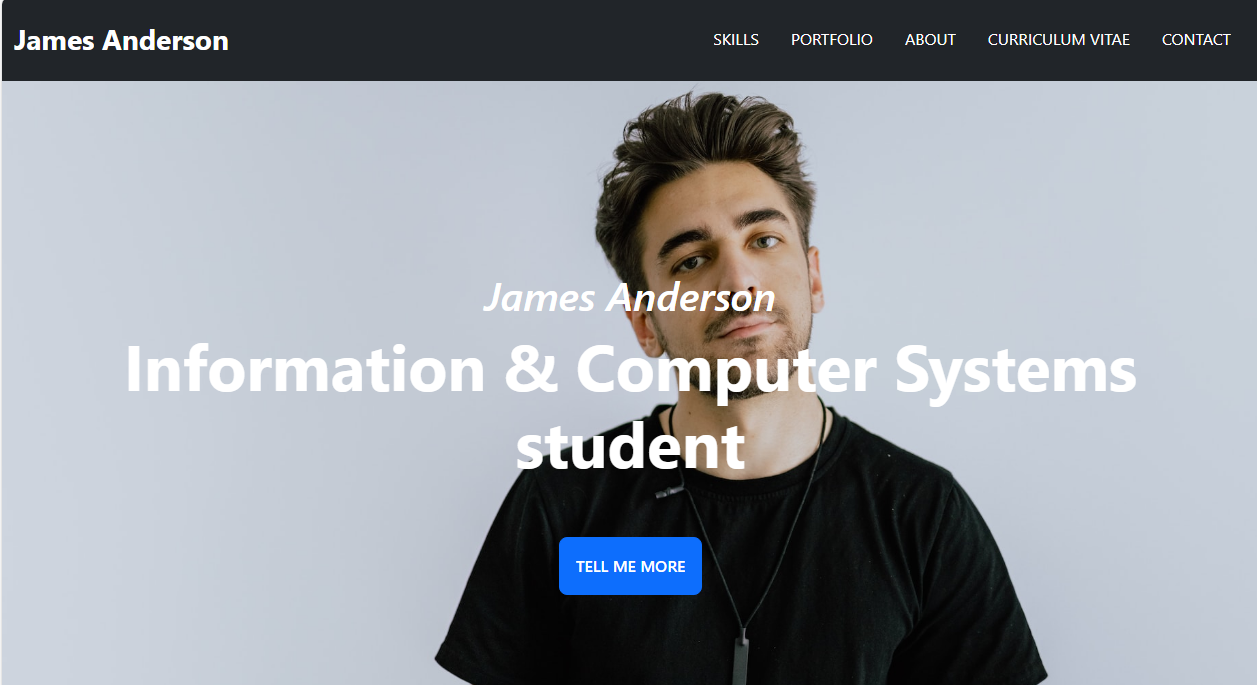 James Anderson
SKILLS PORTFOLIO ABOUT CURRICULUM VITAE CONTACT
James Anderson
Information & Computer Systems
student
TELL ME MORE